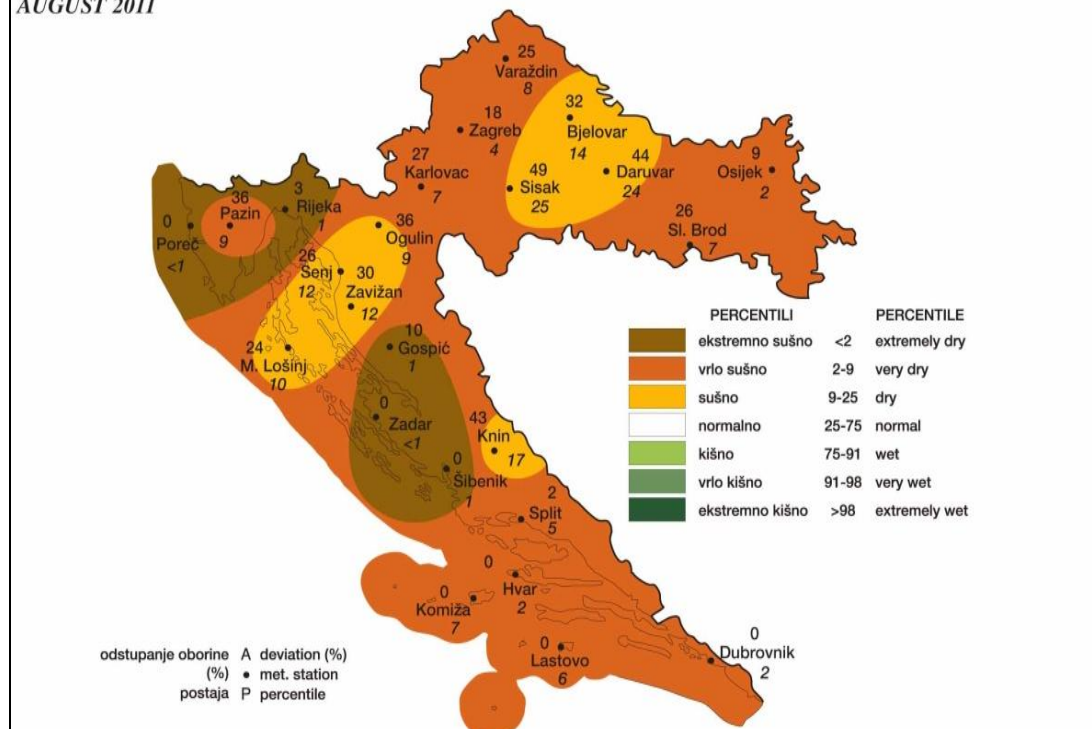 AUGUST 2011
25
Varaždin
8
32
Bjelovar
14
18
Zagreb
4
44
Daruvar
24
9
Osijek
2
27
Karlovac
7
49
Sisak
25
26
Sl. Brod
7
36
Pazin
9
3
Rijeka
1
0
Poreč
<1
36
Ogulin
9
26
Senj
12
30
Zavižan
12
24
M. Lošinj
10
10
Gospić
1
0
Zadar
<1
43
Knin
17
0
Šibenik
1
2
Split
5
0
Hvar
2
0
Komiža
7
0
Lastovo
6
0
Dubrovnik
2
PERCENTILI PERCENTILE
ekstremno sušno <2 extremely dry
vrlo sušno 2-9 very dry
sušno 9-25 dry
normalno 25-75 normal
kišno 75-91 wet
vrlo kišno 91-98 very wet
ekstremno kišno >98 extremely wet
odstupanje oborine A deviation (%)
(%) • met. station
postaja P percentile